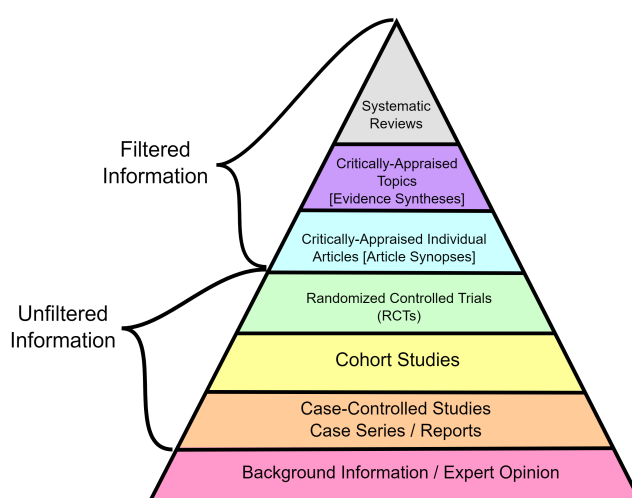 Systematic
Reviews
Critically-Appraised
Topics
[Evidence Syntheses]
Filtered
Information
Critically-Appraised Individual
Articles [Article Synopses]
Randomized Controlled Trials
(RCTs)
Unfiltered
Information
Cohort Studies
Case-Controlled Studies
Case Series / Reports
Background Information / Expert Opinion